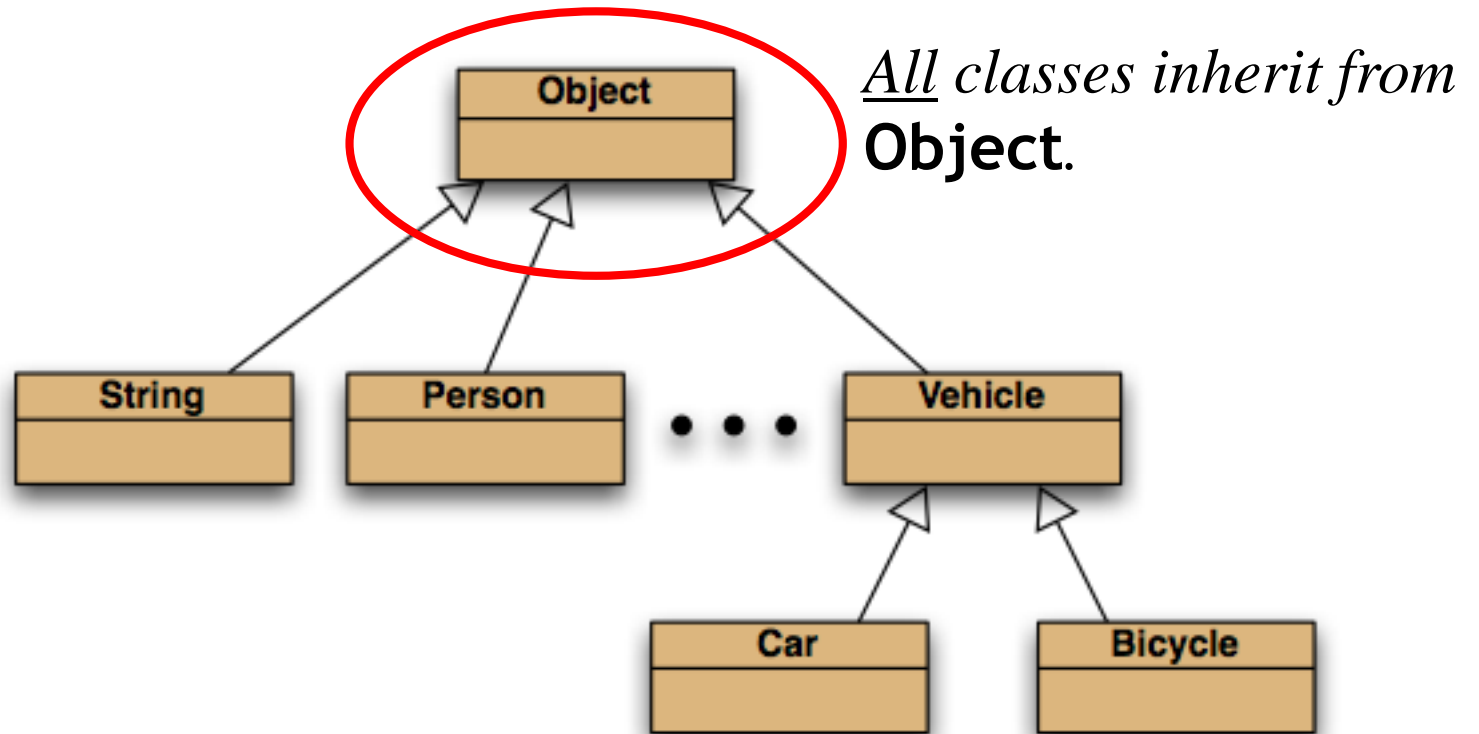 Object
All classes inherit from
Object.
String
Person
Vehicle
Car
Bicycle